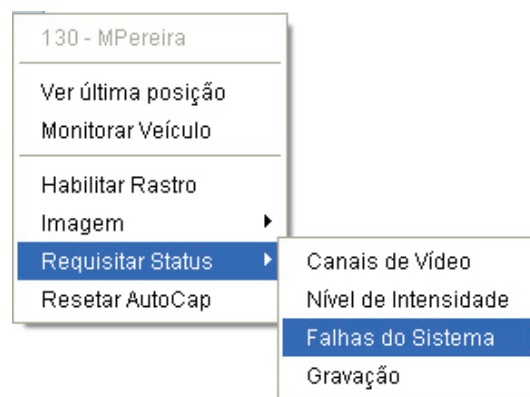 130 - MPereira
Ver última posição
Monitorar Veículo
Habilitar Rastro
Imagem
Requisitar Status
Resetar AutoCap
Canais de Vídeo
Nível de Intensidade
Falhas do Sistema
Gravação